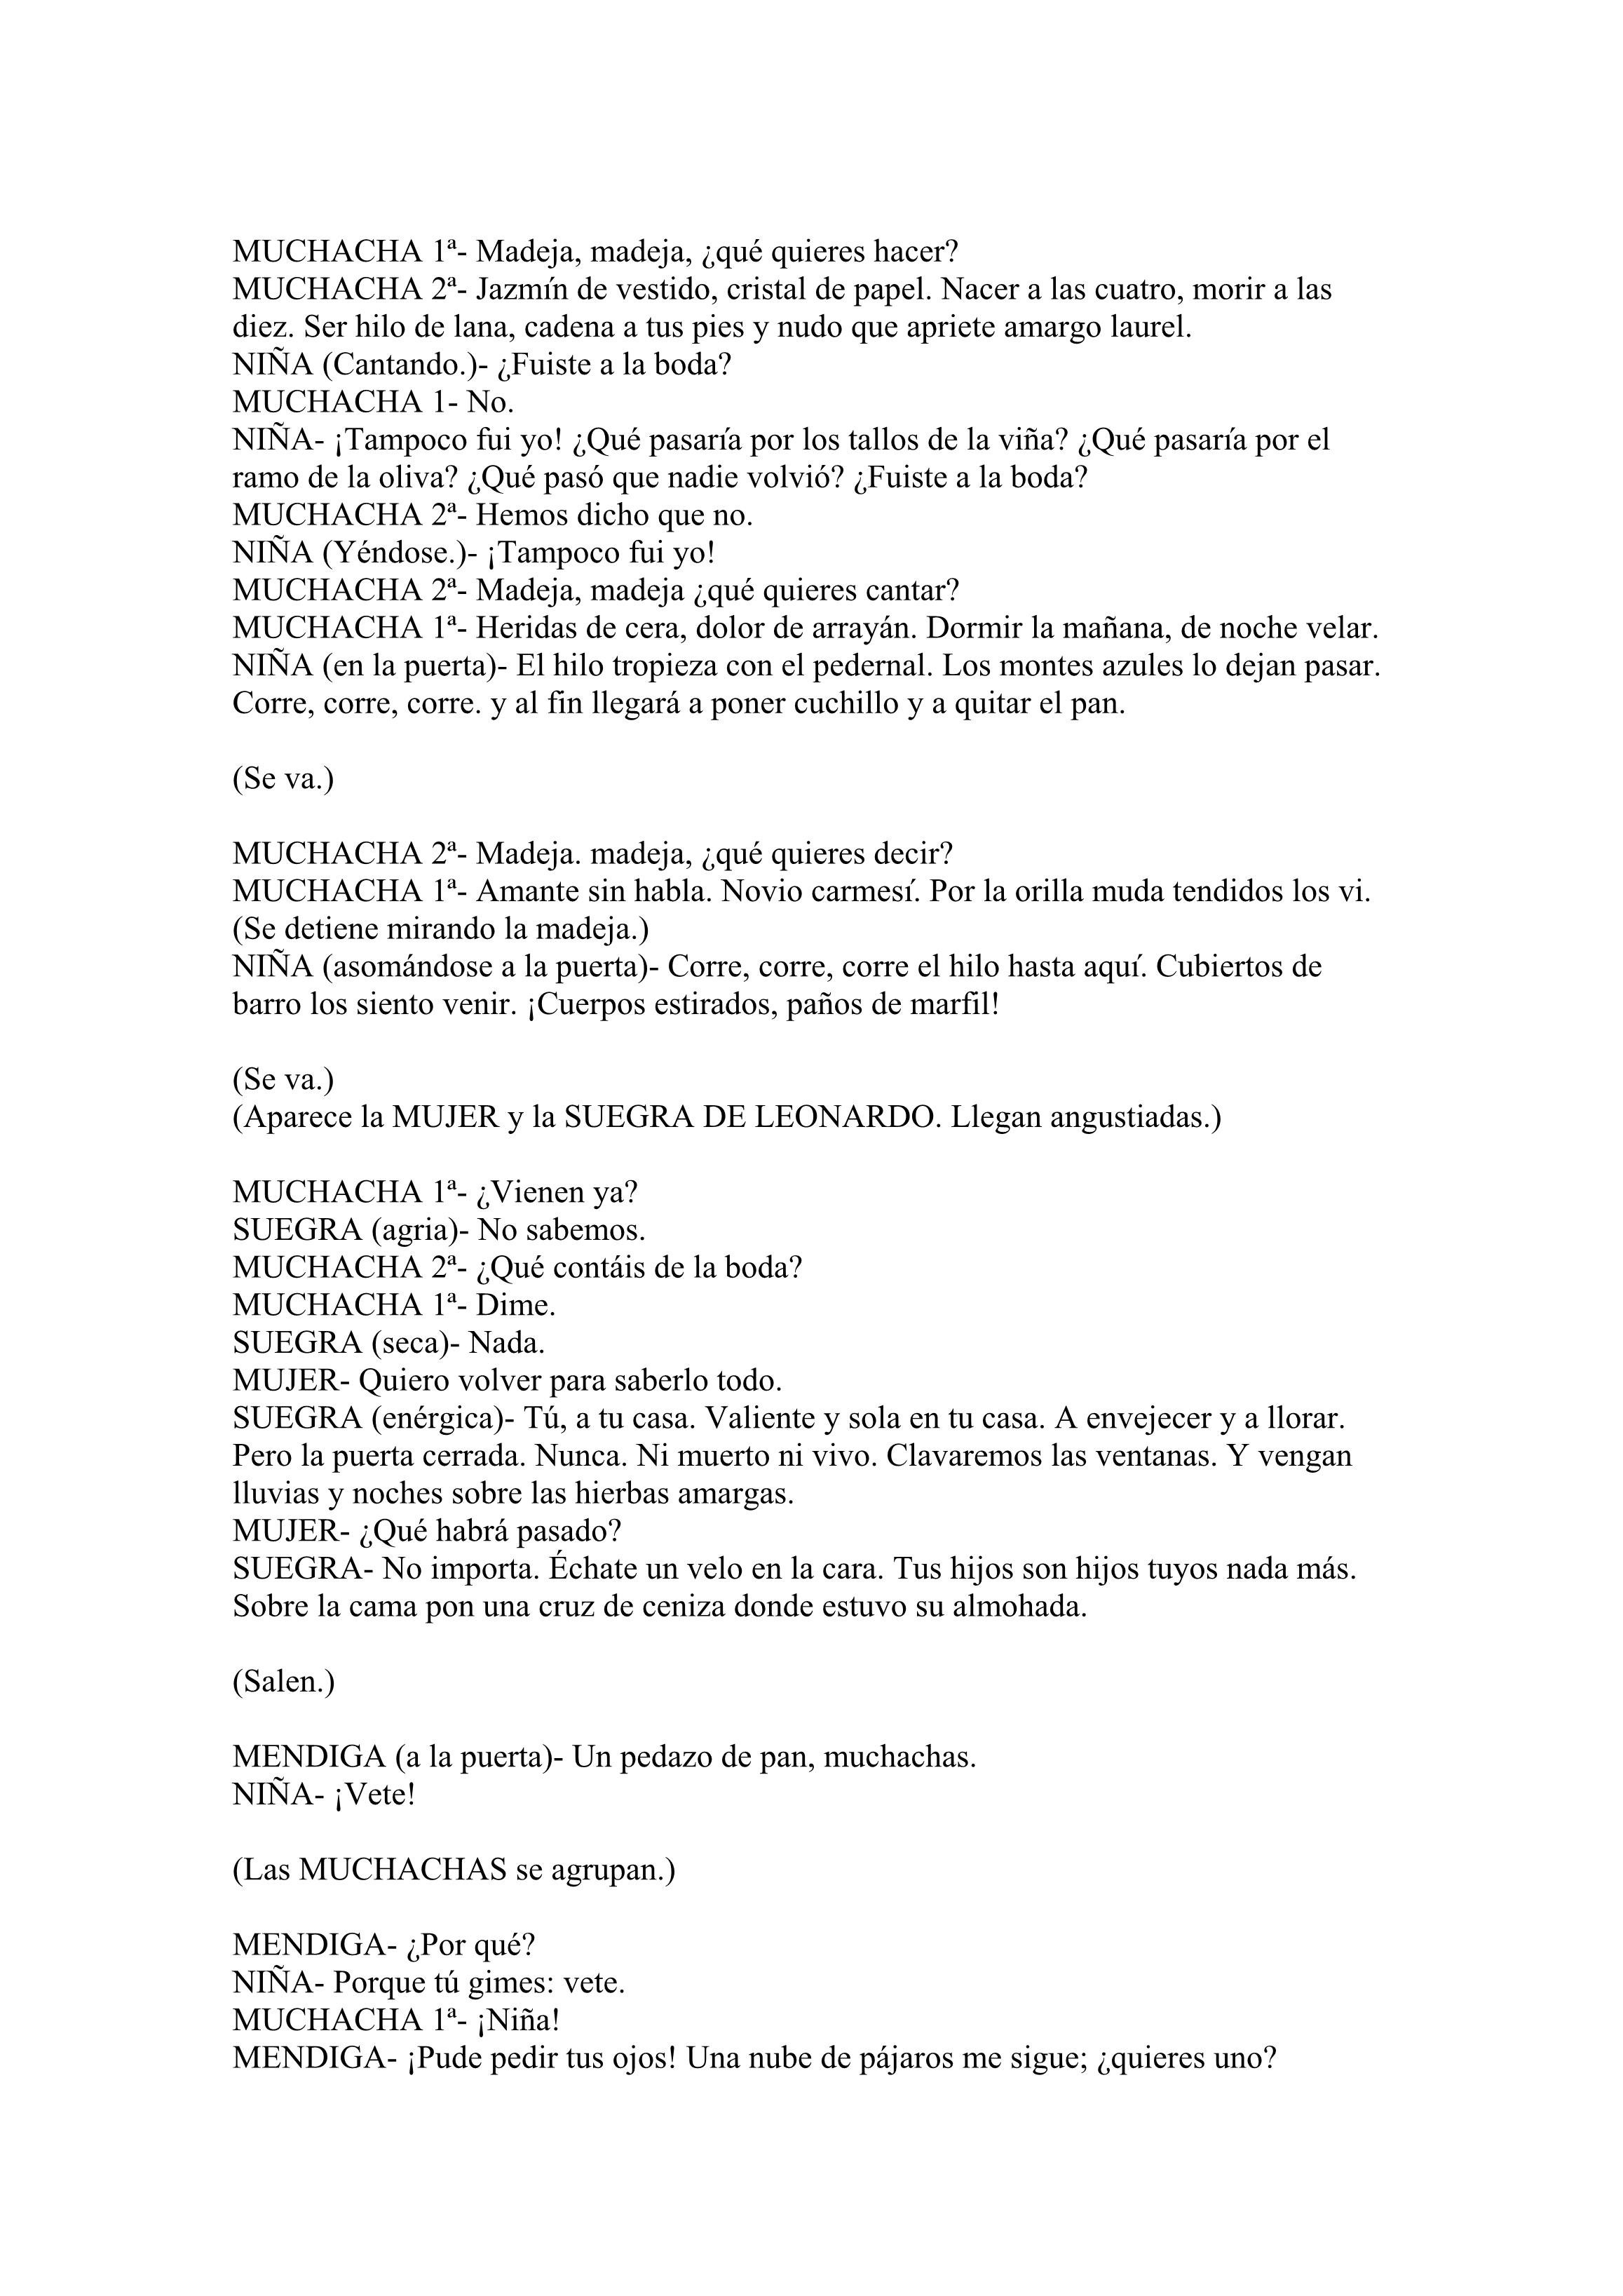 MUCHACHA 1ª- Madeja, madeja, ¿qué quieres hacer?
MUCHACHA 2ª- Jazmín de vestido, cristal de papel. Nacer a las cuatro, morir a las
diez. Ser hilo de lana, cadena a tus pies y nudo que apriete amargo laurel.
NIÑA (Cantando.)- ¿Fuiste a la boda?
MUCHACHA 1- No.
NIÑA- ¡Tampoco fui yo! ¿Qué pasaría por los tallos de la viña? ¿Qué pasaría por el
ramo de la oliva? ¿Qué pasó que nadie volvió? ¿Fuiste a la boda?
MUCHACHA 2ª- Hemos dicho que no.
NIÑA (Yéndose.)- ¡Tampoco fui yo!
MUCHACHA 2ª- Madeja, madeja ¿qué quieres cantar?
MUCHACHA 1ª- Heridas de cera, dolor de arrayán. Dormir la mañana, de noche velar.
NIÑA (en la puerta)- El hilo tropieza con el pedernal. Los montes azules lo dejan pasar.
Corre, corre, corre. y al fin llegará a poner cuchillo y a quitar el pan.
(Se va.)
MUCHACHA 2ª- Madeja. madeja, ¿qué quieres decir?
MUCHACHA 1ª- Amante sin habla. Novio carmesí. Por la orilla muda tendidos los vi.
(Se detiene mirando la madeja.)
NIÑA (asomándose a la puerta)- Corre, corre, corre el hilo hasta aquí. Cubiertos de
barro los siento venir. ¡Cuerpos estirados, paños de marfil!
(Se va.)
(Aparece la MUJER y la SUEGRA DE LEONARDO. Llegan angustiadas.)
MUCHACHA 1ª- ¿Vienen ya?
SUEGRA (agria)- No sabemos.
MUCHACHA 2ª- ¿Qué contáis de la boda?
MUCHACHA 1ª- Dime.
SUEGRA (seca)- Nada.
MUJER- Quiero volver para saberlo todo.
SUEGRA (enérgica)- Tú, a tu casa. Valiente y sola en tu casa. A envejecer y a llorar.
Pero la puerta cerrada. Nunca. Ni muerto ni vivo. Clavaremos las ventanas. Y vengan
lluvias y noches sobre las hierbas amargas.
MUJER- ¿Qué habrá pasado?
SUEGRA- No importa. Échate un velo en la cara. Tus hijos son hijos tuyos nada más.
Sobre la cama pon una cruz de ceniza donde estuvo su almohada.
(Salen.)
MENDIGA (a la puerta)- Un pedazo de pan, muchachas.
NIÑA- ¡Vete!
(Las MUCHACHAS se agrupan.)
MENDIGA- ¿Por qué?
NIÑA- Porque tú gimes: vete.
MUCHACHA 1ª- ¡Niña!
MENDIGA- ¡Pude pedir tus ojos! Una nube de pájaros me sigue; ¿quieres uno?